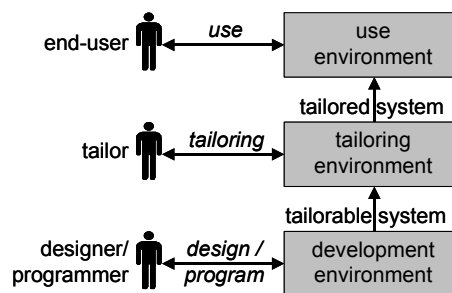 end-user
use
use
environment
tailored system
tailor
tailoring
tailoring
environment
tailorable system
designer/
programmer
design /
program
development
environment